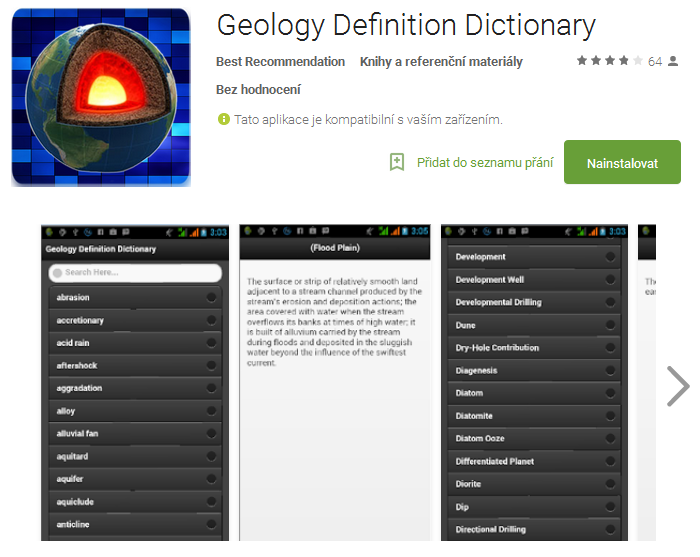 Geology Definition Dictionary
Best Recommendation Knihy a referenční materiály
64
Bez hodnocení
Tato aplikace je kompatibilní s vaším zařízením.
Přidat do seznamu přání
Nainstalovat
3:03
Geology Definition Dictionary
Search Here...
abrasion
accretionary
acid rain
aftershock
aggradation
alloy
alluvial fan
aquitard
aquifer
aquiclude
anticline
3:05
(Flood Plain)
The surface or strip of relatively smooth land
adjacent to a stream channel produced by the
stream's erosion and deposition actions; the
area covered with water when the stream
overflows its banks at times of high water; it
is built of alluvium carried by the stream
during floods and deposited in the sluggish
water beyond the influence of the swiftest
current.
3:03
Development
Development Well
Developmental Drilling
Dune
Dry-Hole Contribution
Diagenesis
Diatom
Diatomite
Diatom Ooze
Differentiated Planet
Diorite
Dip
Directional Drilling